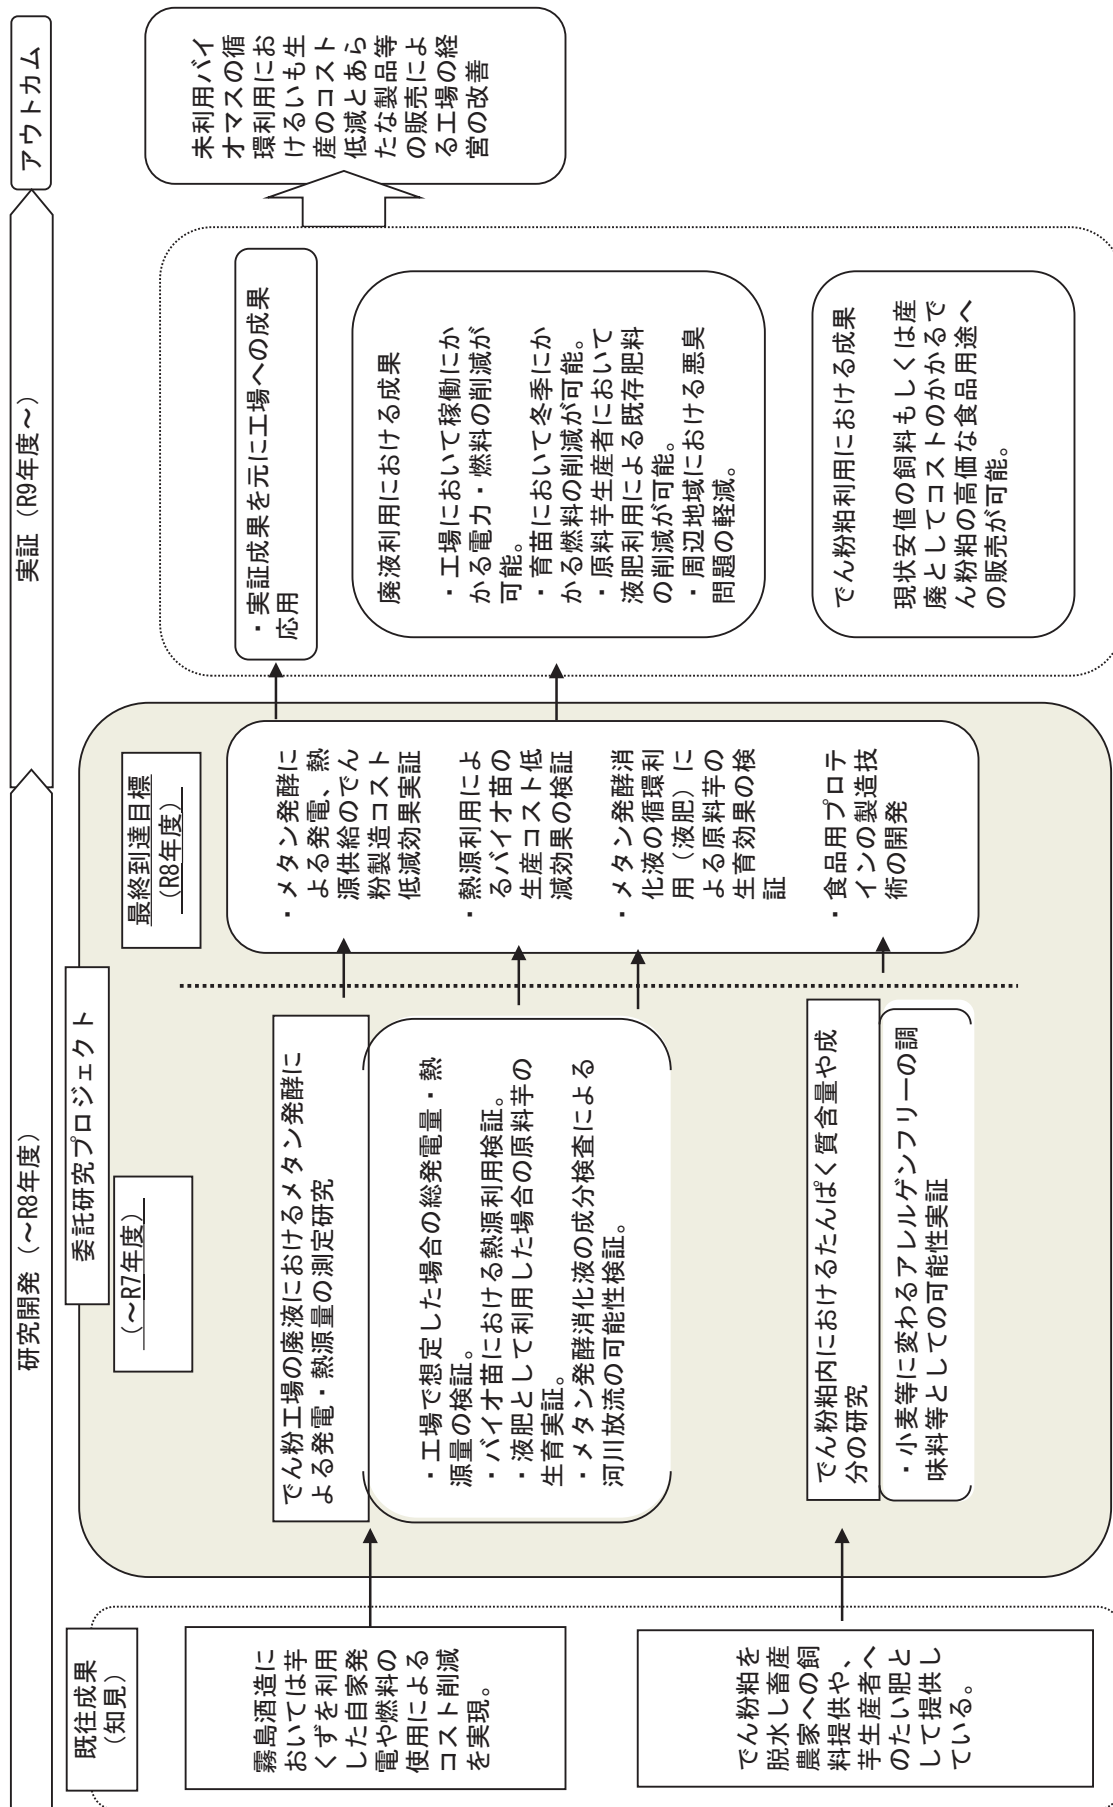 研究開発（～R8年度）
実証（R9年度～）
アウトカム
既往成果
（知見）
霧島酒造に
おいては芋
くずを利用
した自家発
電や燃料の
使用による
コスト削減
を実現。
でん粉粕を
脱水し畜産
農家への飼
料提供や、
芋生産者へ
のたい肥と
して提供し
ている。
委託研究プロジェクト
（～R7年度）
でん粉工場の廃液におけるメタン発酵に
よる発電・熱源量の測定研究
・工場で想定した場合の総発電量・熱
源量の検証。
・バイオ苗における熱源利用検証。
・液肥として利用した場合の原料芋の
生育実証。
・メタン発酵消化液の成分検査による
河川放流の可能性検証。
でん粉粕内におけるたんぱく質含量や成
分の研究
・小麦等に変わるアレルゲンフリーの調
味料等としての可能性実証
最終到達目標
（R8年度）
・メタン発酵に
よる発電、熱
源供給のでん
粉製造コスト
低減効果実証
・熱源利用によ
るバイオ苗の
生産コスト低
減効果の検証
・メタン発酵消
化液の循環利
用（液肥）に
よる原料芋の
生育効果の検
証
・食品用プロテ
インの製造技
術の開発
・実証成果を元に工場への成果
応用
廃液利用における成果
・工場において稼働にか
かる電力・燃料の削減が
可能。
・育苗において冬季にか
かる燃料の削減が可能。
・原料芋生産者において
液肥利用による既存肥料
の削減が可能。
・周辺地域における悪臭
問題の軽減。
でん粉粕利用における成果
現状安値の飼料もしくは産
廃としてコストのかかるで
ん粉粕の高価な食品用途へ
の販売が可能。
未利用バイ
オマスの循
環利用にお
けるいも生
産のコスト
低減とあら
たな製品等
の販売によ
る工場の経
営の改善